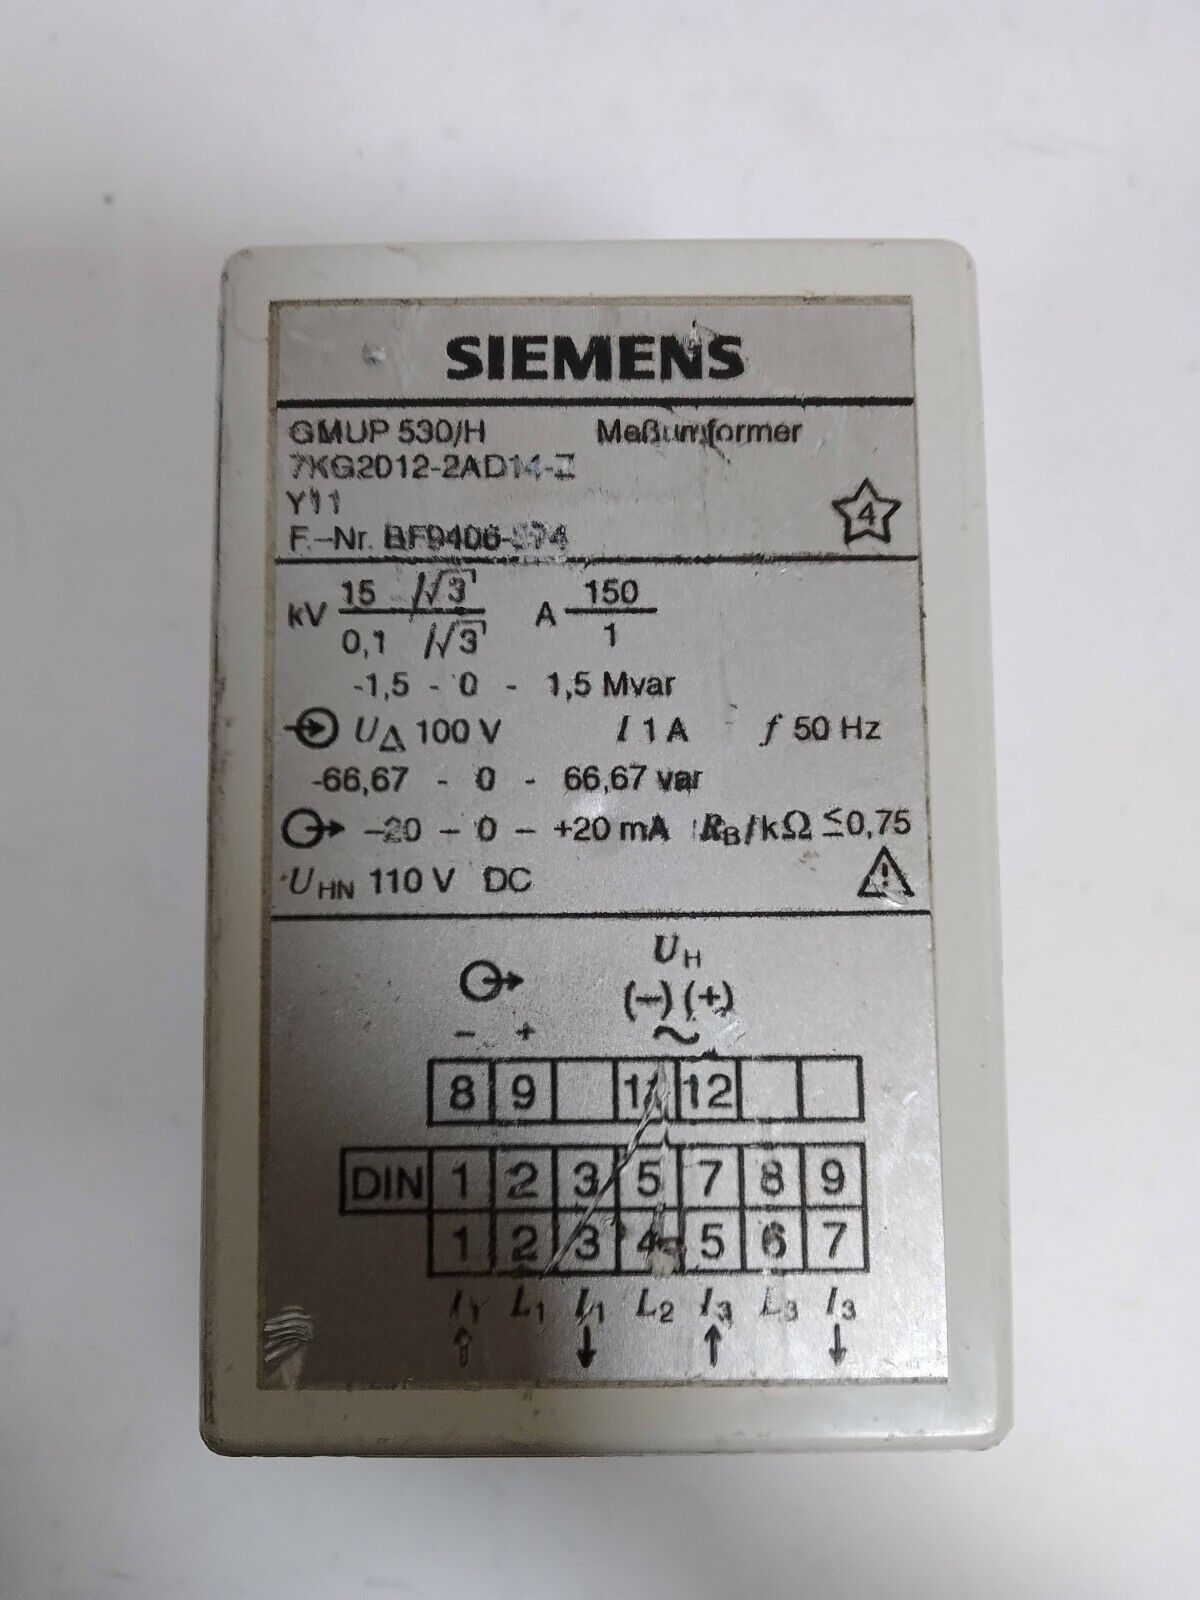 SIEMENS
GMUP 530/H Meßumformer
7KG2012-2AD14-Z
Y11
4
F.-Nr. BF9406-
kV 15 /√3 / 0,1 /√3 A 150 / 1
-1,5 - 0 - 1,5 Mvar
U△ 100 V I 1 A f 50 Hz
-66,67 - 0 - 66,67 var
-20 - 0 - +20 mA RB/kΩ ≤0,75
UHN 110 V DC
UH
(-) (+)
- + ~
8 9 11 12
DIN 1 2 3 5 7 8 9
1 2 3 4 5 6 7
I1 L1 I1 L2 I3 L3 I3